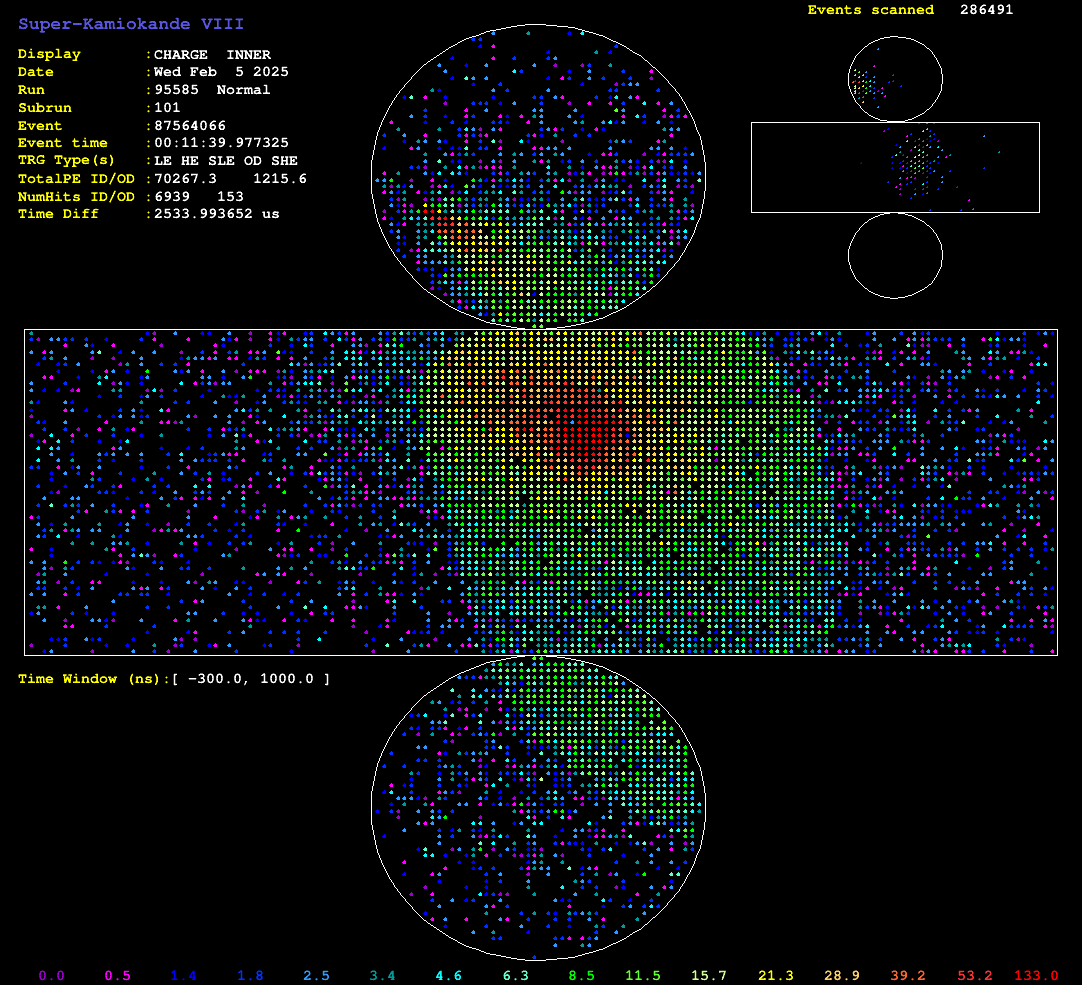 Super-Kamiokande VIII
Events scanned 286491
Display :CHARGE INNER
Date :Wed Feb 5 2025
Run :95585 Normal
Subrun :101
Event :87564066
Event time :00:11:39.977325
TRG Type(s) :LE HE SLE OD SHE
TotalPE ID/OD :70267.3 1215.6
NumHits ID/OD :6939 153
Time Diff :2533.993652 us
Time Window (ns):[ -300.0, 1000.0 ]
0.0 0.5 1.4 1.8 2.5 3.4 4.6 6.3 8.5 11.5 15.7 21.3 28.9 39.2 53.2 133.0